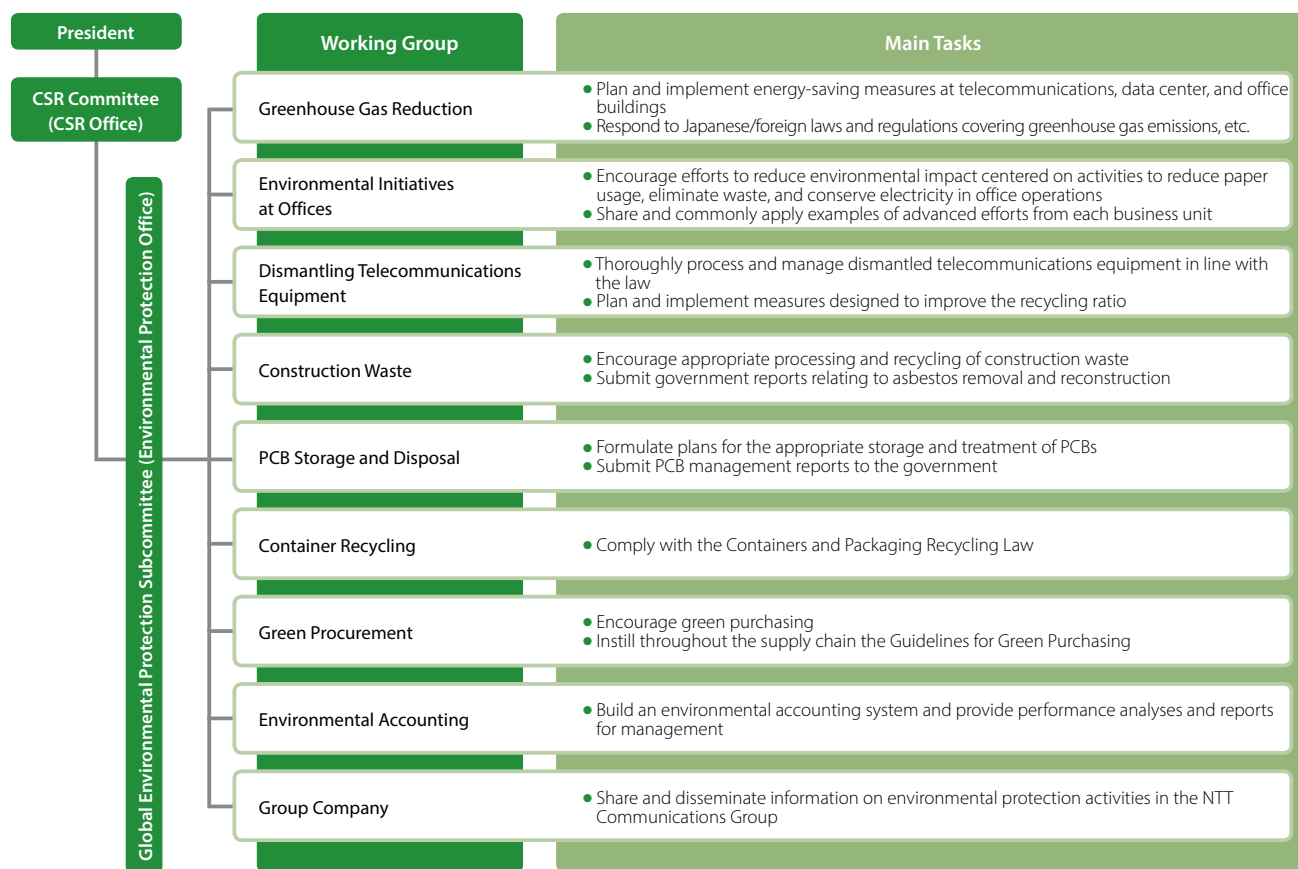 President
CSR Committee
(CSR Office)
Global Environmental Protection Subcommittee (Environmental Protection Office)
Working Group
Main Tasks
Greenhouse Gas Reduction
● Plan and implement energy-saving measures at telecommunications, data center, and office
buildings
● Respond to Japanese/foreign laws and regulations covering greenhouse gas emissions, etc.
Environmental Initiatives
at Offices
● Encourage efforts to reduce environmental impact centered on activities to reduce paper
usage, eliminate waste, and conserve electricity in office operations
● Share and commonly apply examples of advanced efforts from each business unit
Dismantling Telecommunications
Equipment
● Thoroughly process and manage dismantled telecommunications equipment in line with
the law
● Plan and implement measures designed to improve the recycling ratio
Construction Waste
● Encourage appropriate processing and recycling of construction waste
● Submit government reports relating to asbestos removal and reconstruction
PCB Storage and Disposal
● Formulate plans for the appropriate storage and treatment of PCBs
● Submit PCB management reports to the government
Container Recycling
● Comply with the Containers and Packaging Recycling Law
Green Procurement
● Encourage green purchasing
● Instill throughout the supply chain the Guidelines for Green Purchasing
Environmental Accounting
● Build an environmental accounting system and provide performance analyses and reports
for management
Group Company
● Share and disseminate information on environmental protection activities in the NTT
Communications Group